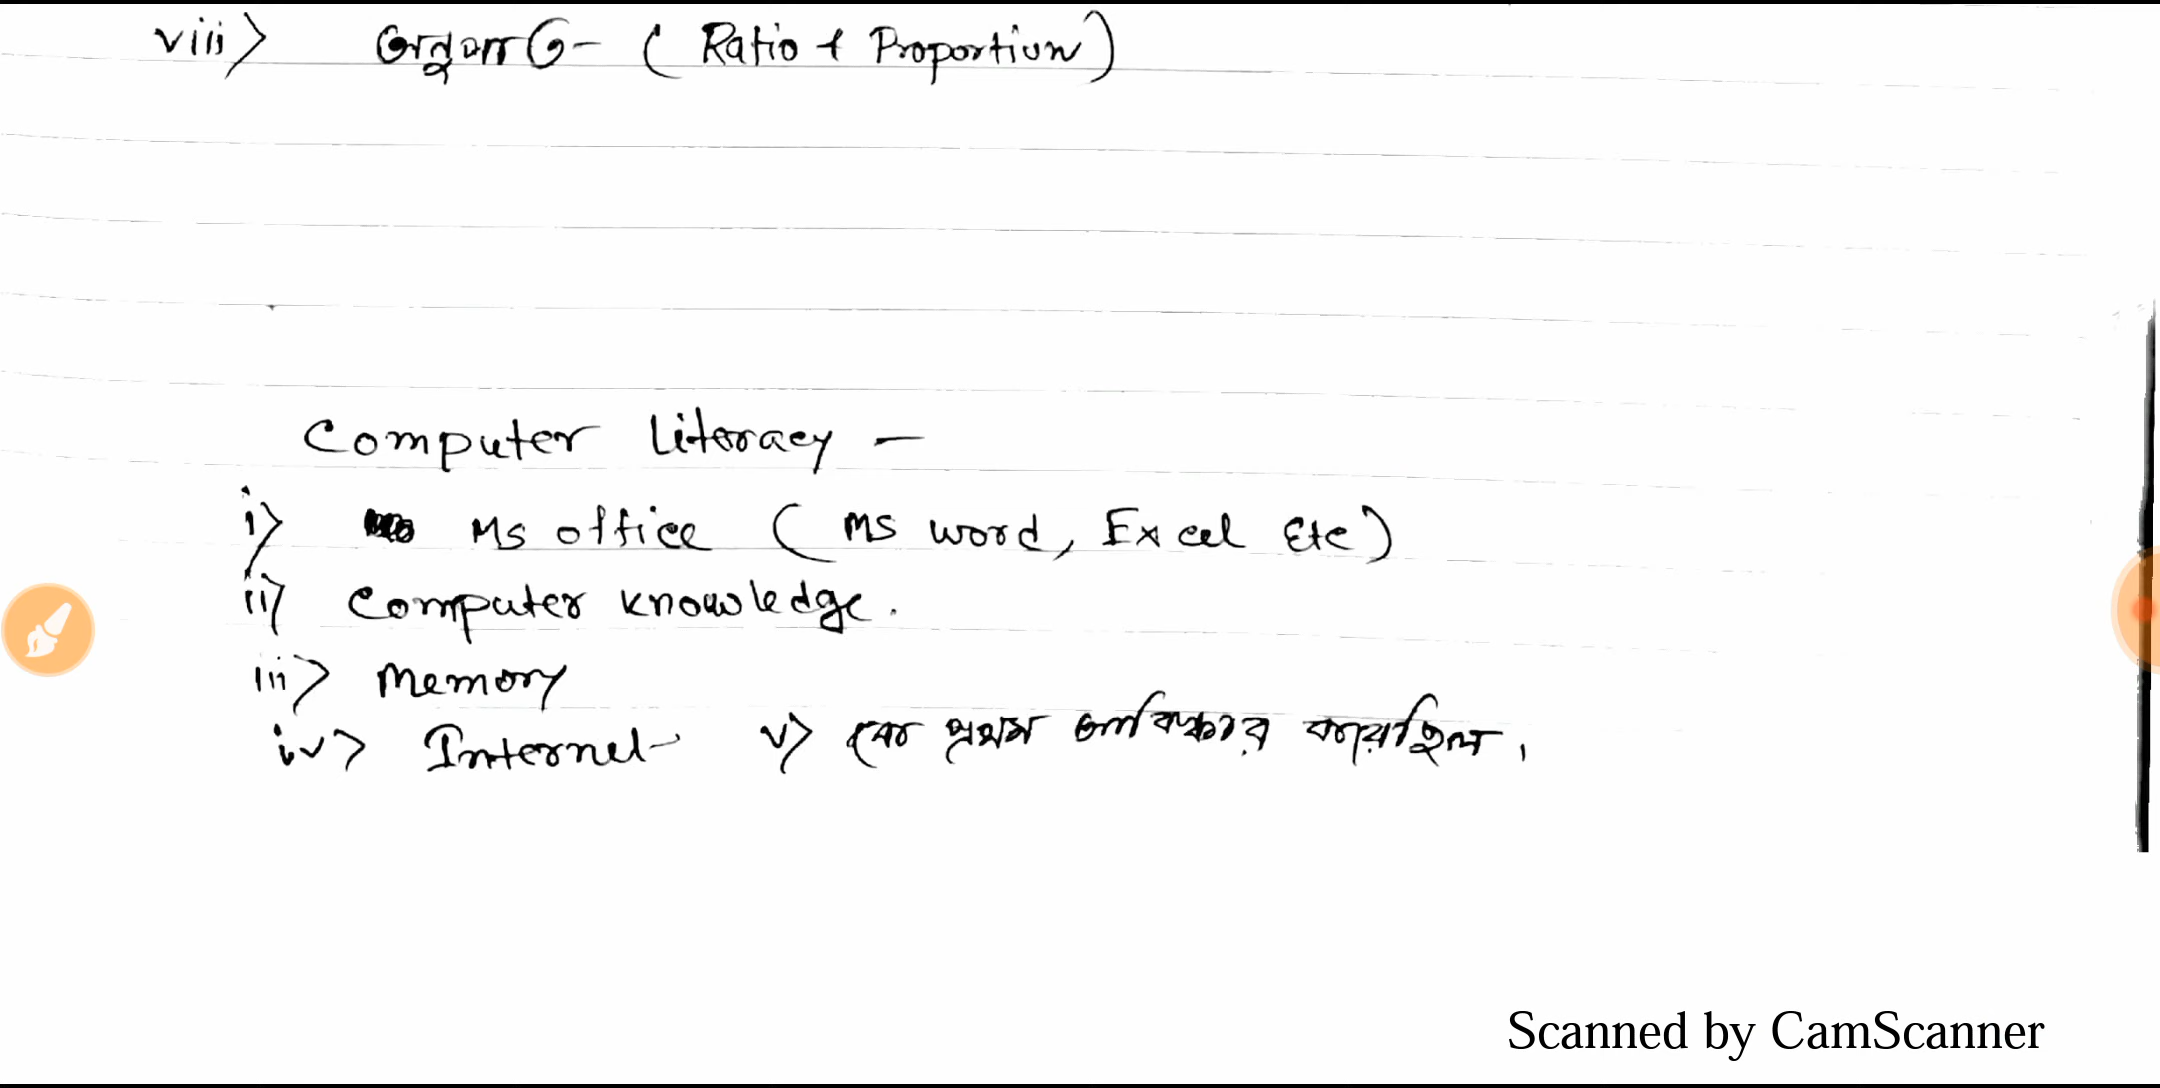 viii> অনুপাত - (Ratio & Proportion)
Computer Literacy —
i> MS office (MS word, Excel Etc)
ii> Computer knowledge.
iii> Memory
iv> Internet v> কে প্রথম আবিষ্কার করেছিল।
Scanned by CamScanner